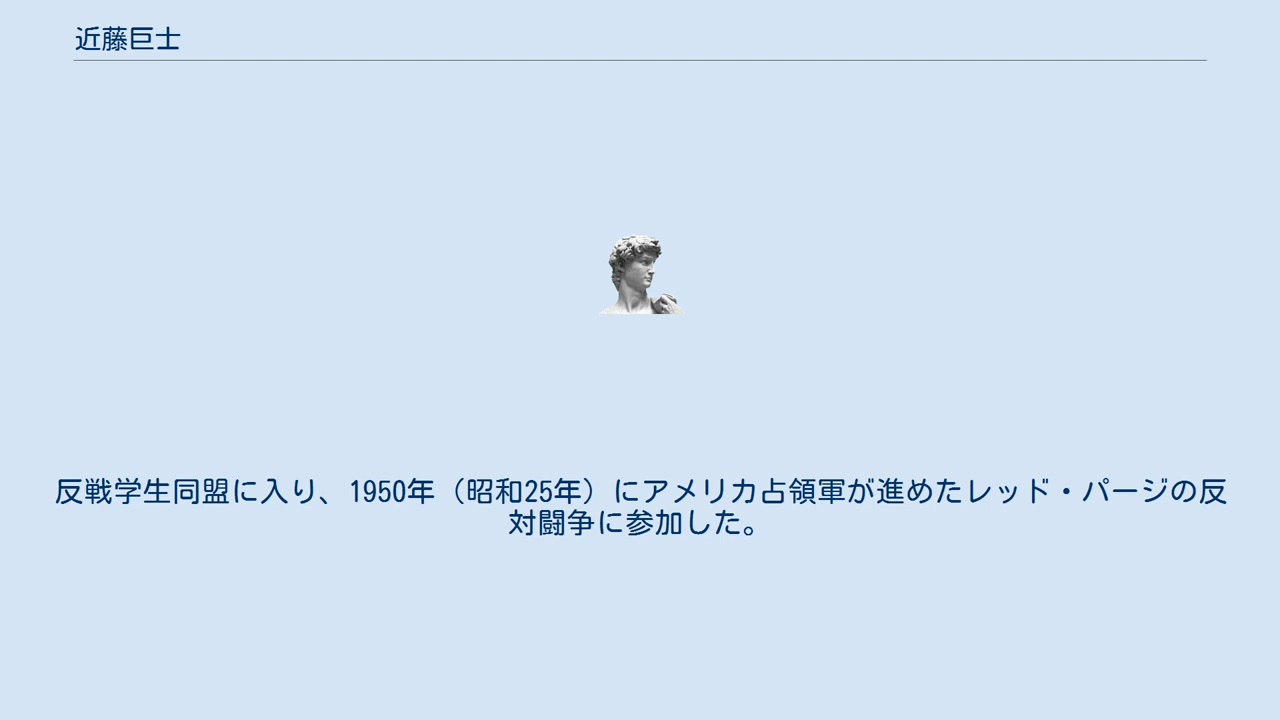 近藤巨士
反戦学生同盟に入り、1950年（昭和25年）にアメリカ占領軍が進めたレッド・パージの反
対闘争に参加した。